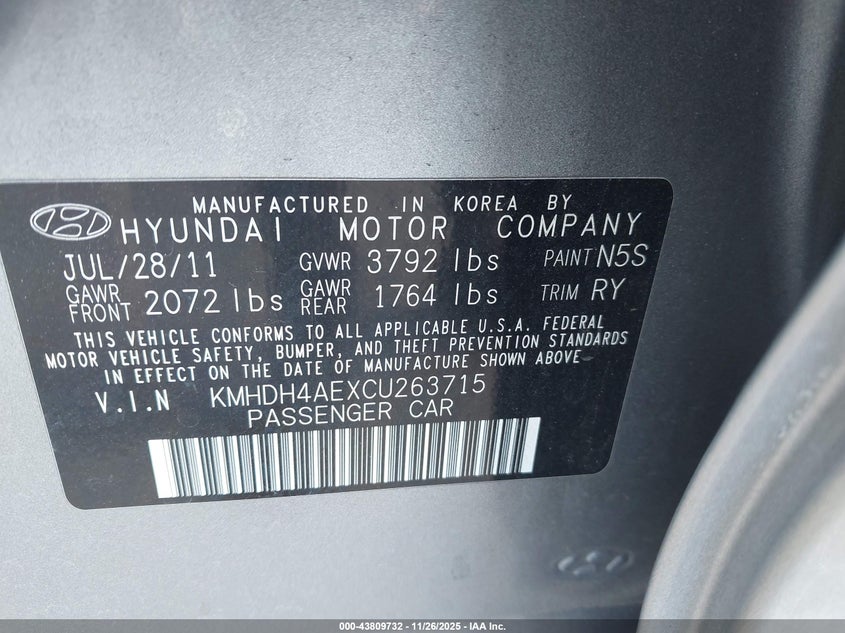 MANUFACTURED IN KOREA BY
HYUNDAI MOTOR COMPANY
JUL/28/11 GVWR 3792 lbs PAINT N5S
GAWR FRONT 2072 lbs GAWR REAR 1764 lbs TRIM RY
THIS VEHICLE CONFORMS TO ALL APPLICABLE U.S.A. FEDERAL
MOTOR VEHICLE SAFETY, BUMPER, AND THEFT PREVENTION STANDARDS
IN EFFECT ON THE DATE OF MANUFACTURE SHOWN ABOVE
V.I.N KMHDH4AEXCU263715
PASSENGER CAR
000-43809732 - 11/26/2025 - IAA Inc.